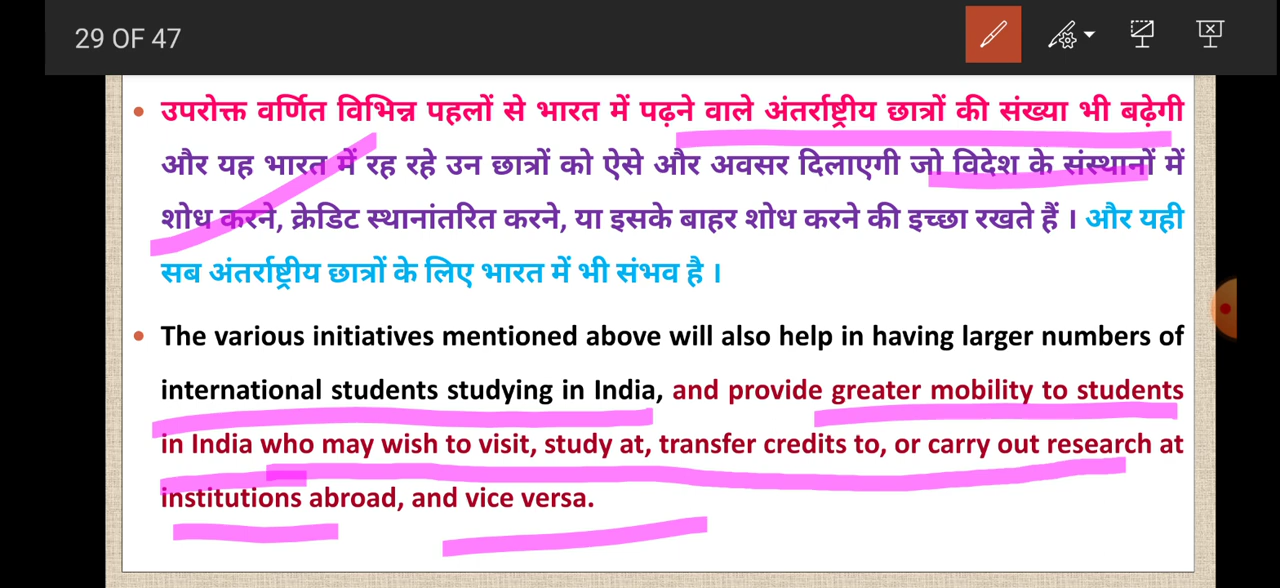 29 OF 47
• उपरोक्त वर्णित विभिन्न पहलों से भारत में पढ़ने वाले अंतर्राष्ट्रीय छात्रों की संख्या भी बढ़ेगी
और यह भारत में रह रहे उन छात्रों को ऐसे और अवसर दिलाएगी जो विदेश के संस्थानों में
शोध करने, क्रेडिट स्थानांतरित करने, या इसके बाहर शोध करने की इच्छा रखते हैं । और यही
सब अंतर्राष्ट्रीय छात्रों के लिए भारत में भी संभव है ।
• The various initiatives mentioned above will also help in having larger numbers of
international students studying in India, and provide greater mobility to students
in India who may wish to visit, study at, transfer credits to, or carry out research at
institutions abroad, and vice versa.